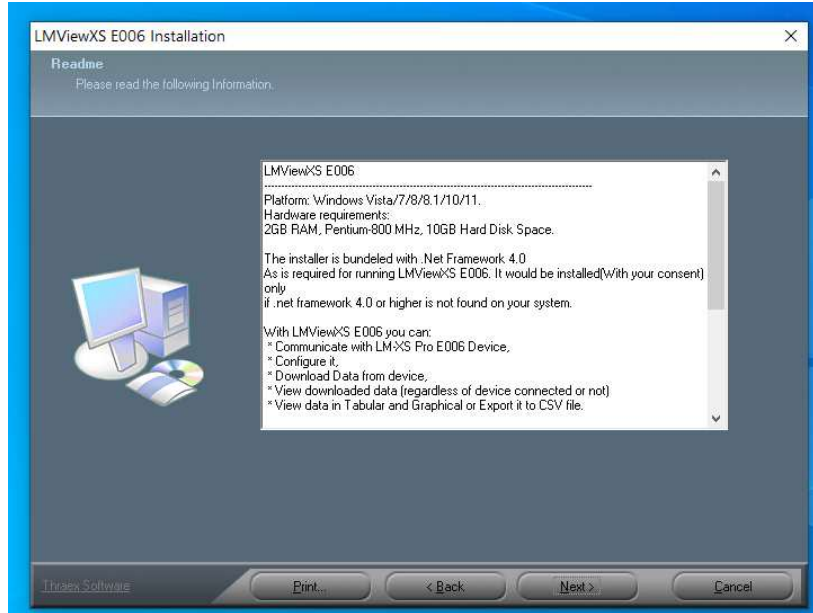 LMViewXS E006 Installation
Readme
Please read the following Information.
LMViewXS E006
--------------------------------------------------------------------------------
Platform: Windows Vista/7/8/8.1/10/11.
Hardware requirements:
2GB RAM, Pentium-800 MHz, 10GB Hard Disk Space.
The installer is bundeled with .Net Framework 4.0
As is required for running LMViewXS E006. It would be installed(With your consent)
only
if .net framework 4.0 or higher is not found on your system.
With LMViewXS E006 you can:
* Communicate with LM-XS Pro E006 Device,
* Configure it,
* Download Data from device,
* View downloaded data (regardless of device connected or not)
* View data in Tabular and Graphical or Export it to CSV file.
Thraex Software
Print...
< Back
Next >
Cancel